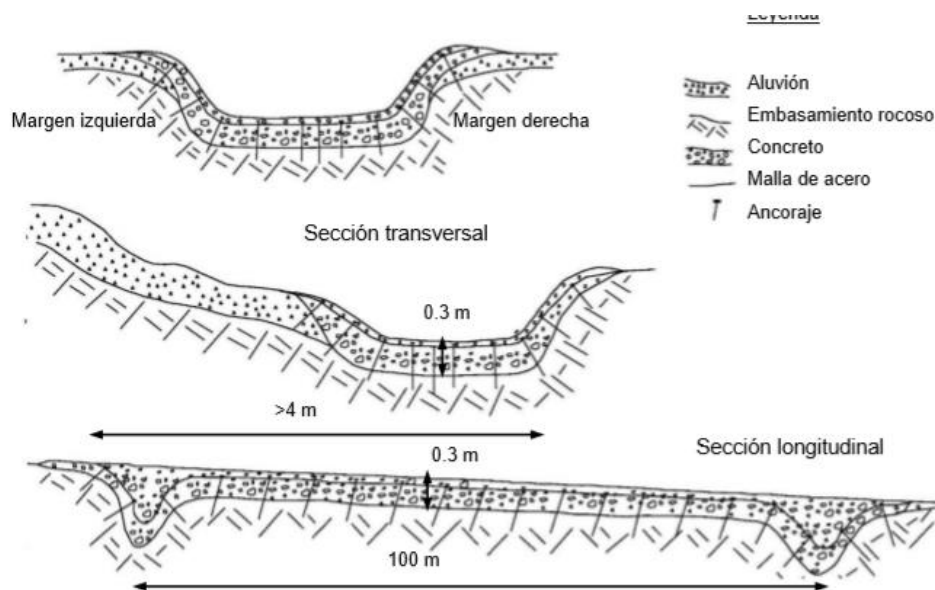 Leyenda
Aluvión
Embasamiento rocoso
Concreto
Malla de acero
Ancoraje
Margen izquierda
Margen derecha
Sección transversal
0.3 m
>4 m
Sección longitudinal
0.3 m
100 m